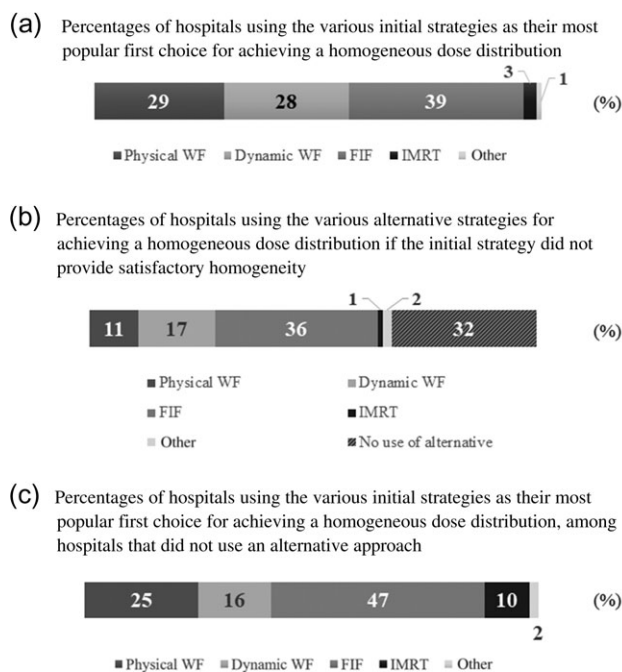 (a) Percentages of hospitals using the various initial strategies as their most
popular first choice for achieving a homogeneous dose distribution
3 1
29 28 39 (%)
Physical WF Dynamic WF FIF IMRT Other
(b) Percentages of hospitals using the various alternative strategies for
achieving a homogeneous dose distribution if the initial strategy did not
provide satisfactory homogeneity
1 2
11 17 36 32 (%)
Physical WF Dynamic WF
FIF IMRT
Other No use of alternative
(c) Percentages of hospitals using the various initial strategies as their most
popular first choice for achieving a homogeneous dose distribution, among
hospitals that did not use an alternative approach
25 16 47 10 (%)
2
Physical WF Dynamic WF FIF IMRT Other